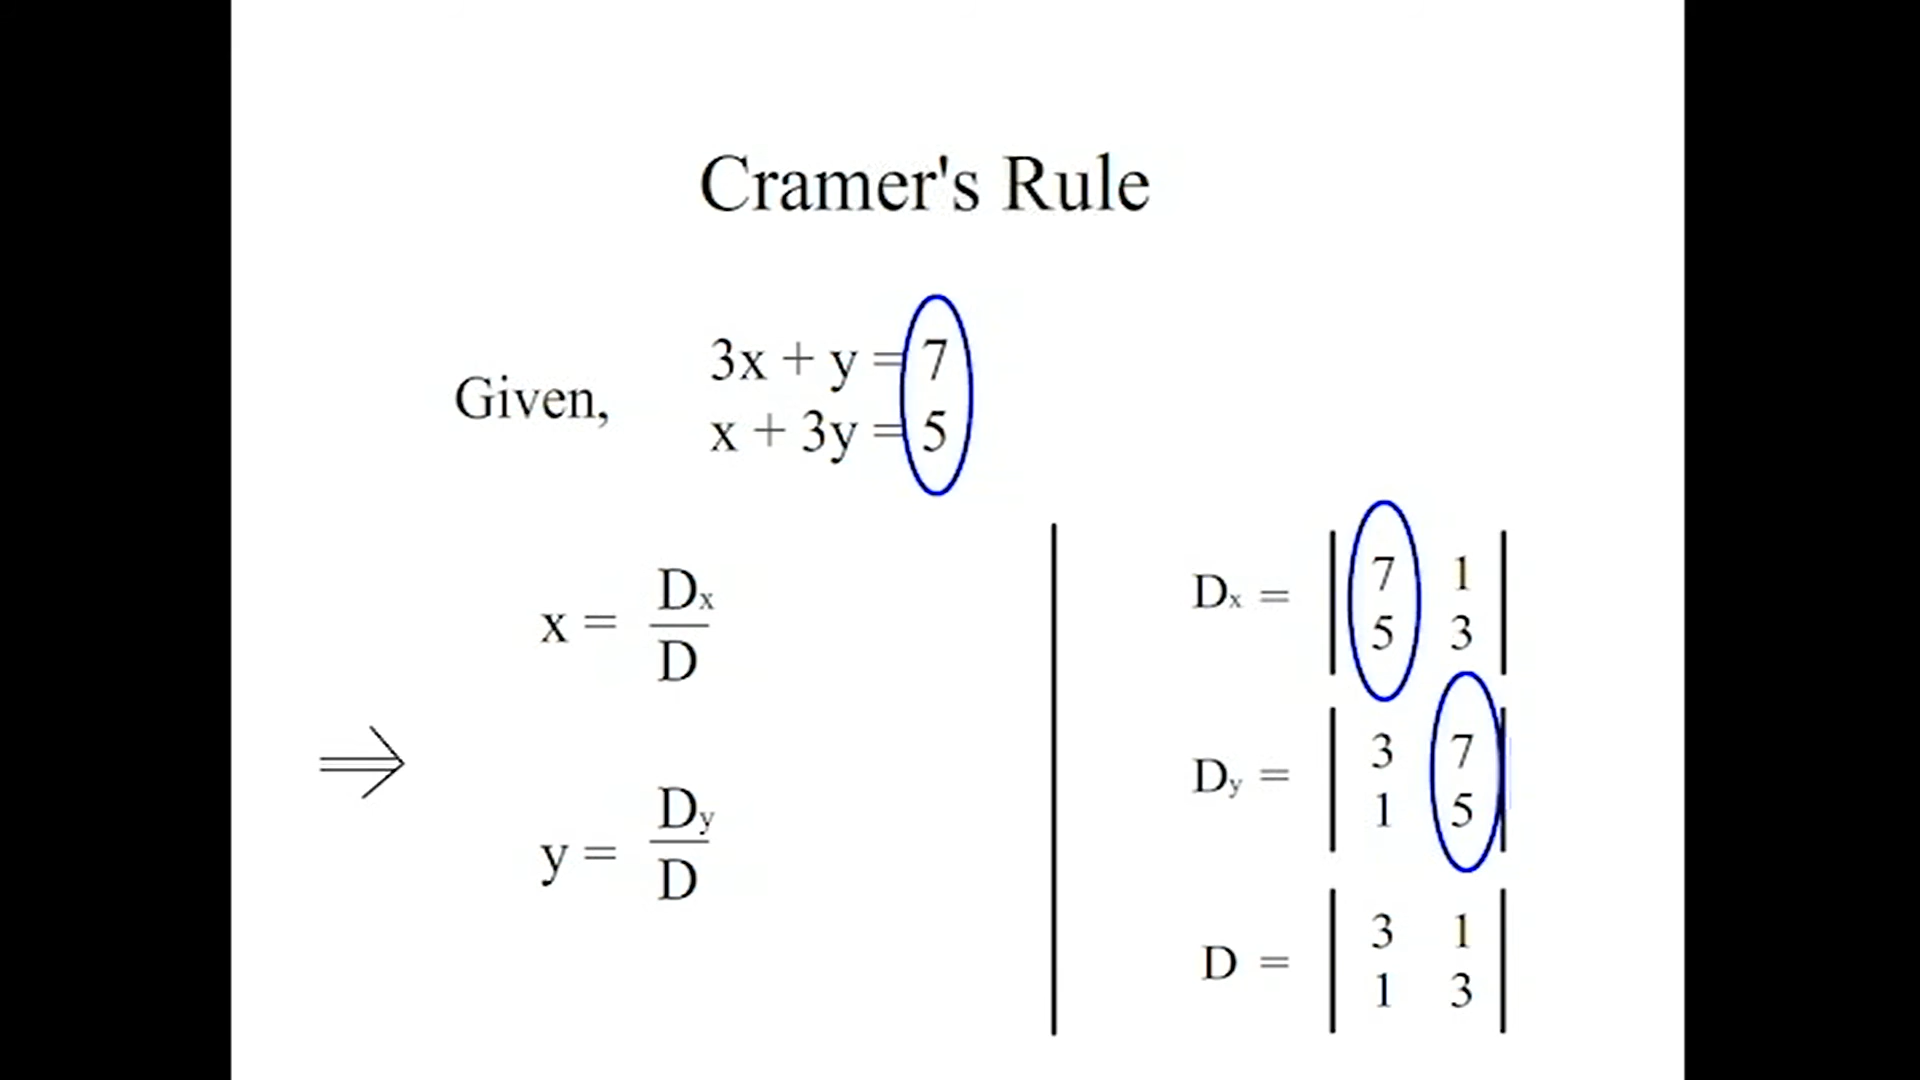 Cramer's Rule
Given,
3x + y = 7
x + 3y = 5
x = Dx
D
y = Dy
D
Dx = | 7 1 |
| 5 3 |
Dy = | 3 7 |
| 1 5 |
D = | 3 1 |
| 1 3 |
⇒